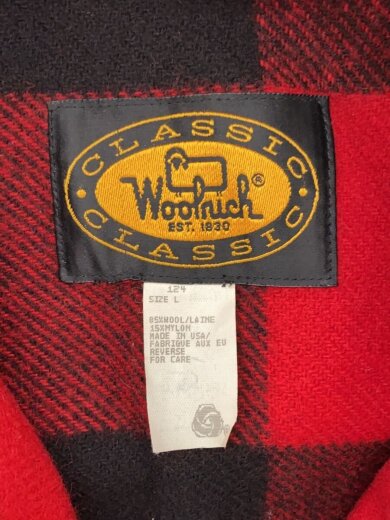 CLASSIC
Woolrich®
EST. 1830
CLASSIC
124
SIZE L
85%WOOL/LAINE
15%NYLON
MADE IN USA/
FABRIQUE AUX EU
REVERSE
FOR CARE